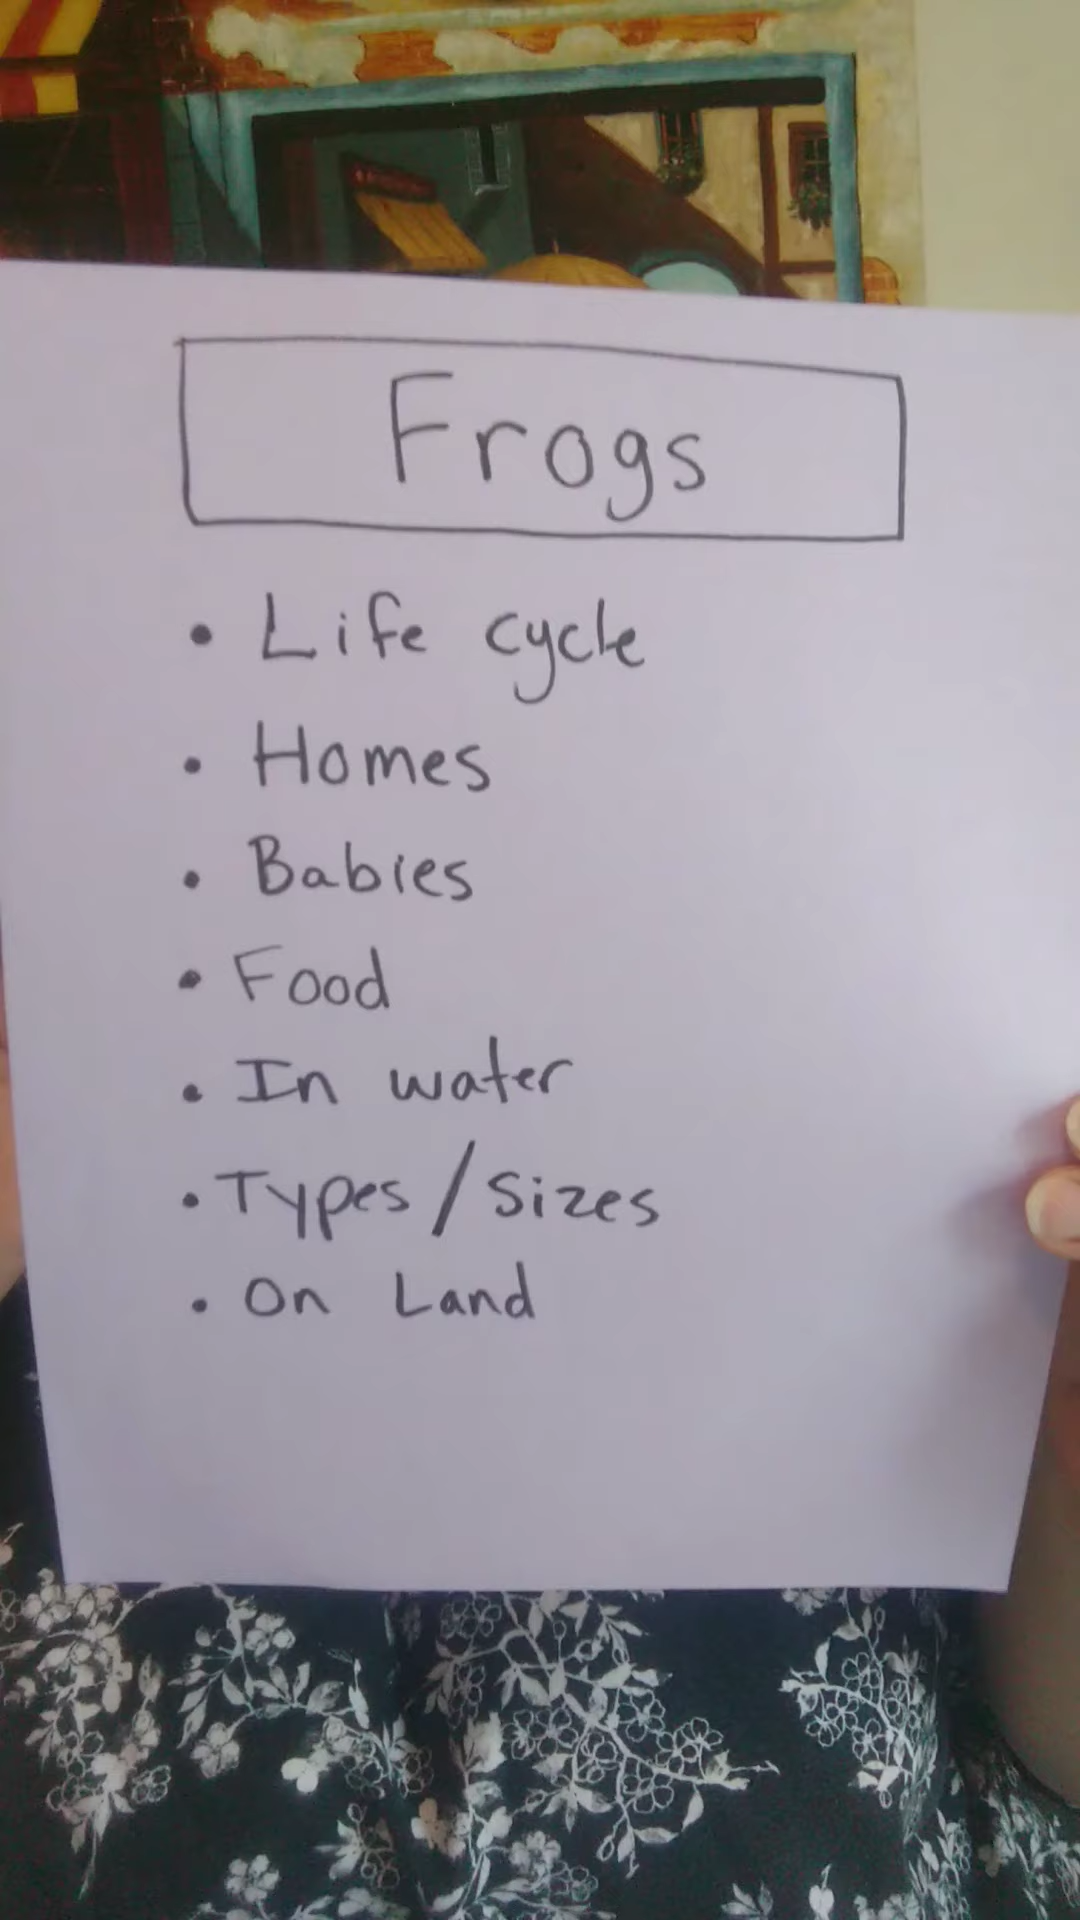 Frogs
• Life cycle
• Homes
• Babies
• Food
• In water
• Types / Sizes
• On Land